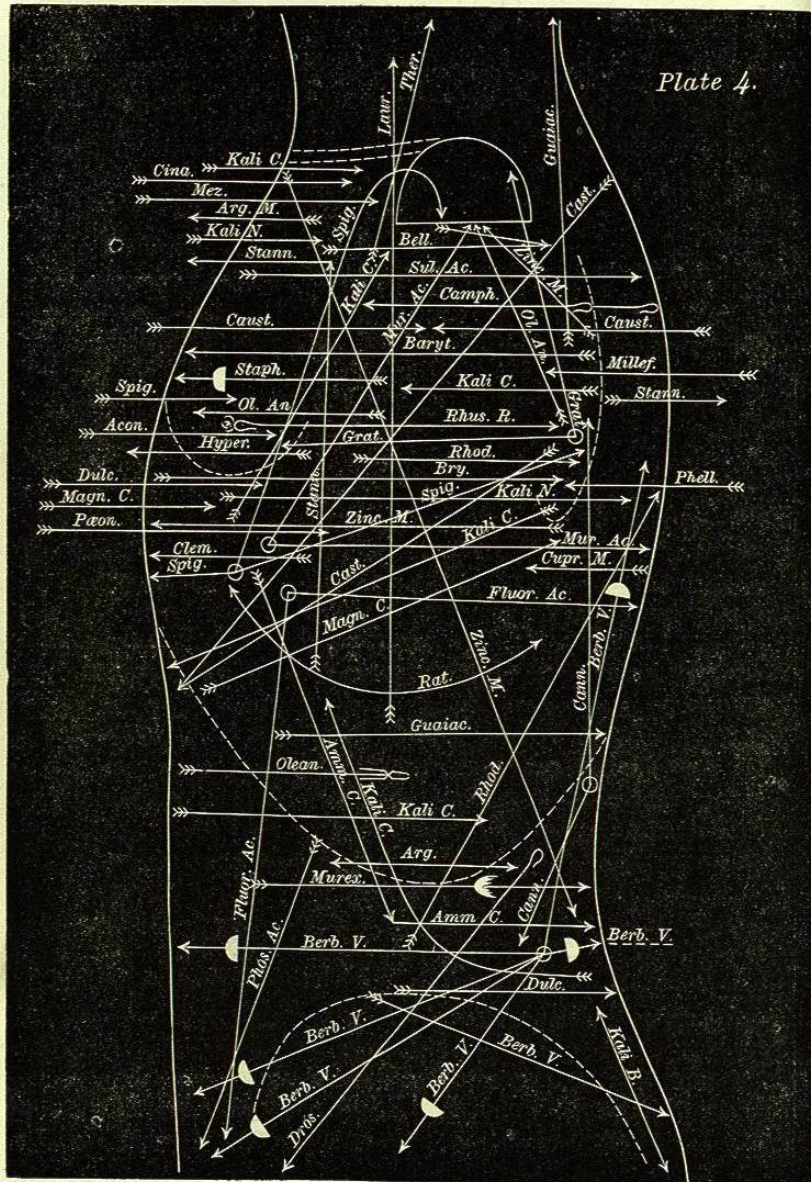 Plate 4.
Ther.
Laur.
Guaiac.
Kali C.
Cina.
Mez.
Cast.
Arg. M.
Spig.
Kali N.
Bell.
Stann.
Zinc. M.
Sul. Ac.
Kali C.
Camph.
Mur. Ac.
Ol. An.
Caust.
Caust.
Baryt.
Millef.
Staph.
Kali C.
Spig.
Stann.
Ol. An
Grat.
Rhus. R.
Acon.
Hyper.
Grat.
Rhod.
Bry.
Dulc.
Stann.
Spig.
Kali N.
Phell.
Magn. C.
Pæon.
Zinc. M.
Kali C.
Mur. Ac.
Clem.
Cupr. M.
Spig.
Cast.
Fluor. Ac.
Magn. C.
Berb. V.
Zinc. M.
Rat.
Cann.
Guaiac.
Olean.
Amm. C.
Kali C.
Rhod.
Kali C.
Arg.
Fluor. Ac.
Murex.
Cann.
Amm C.
Berb. V.
Berb. V.
Phos. Ac.
Dulc.
Berb. V.
Berb. V.
Kali B.
Berb. V.
Berb. V.
Dros.